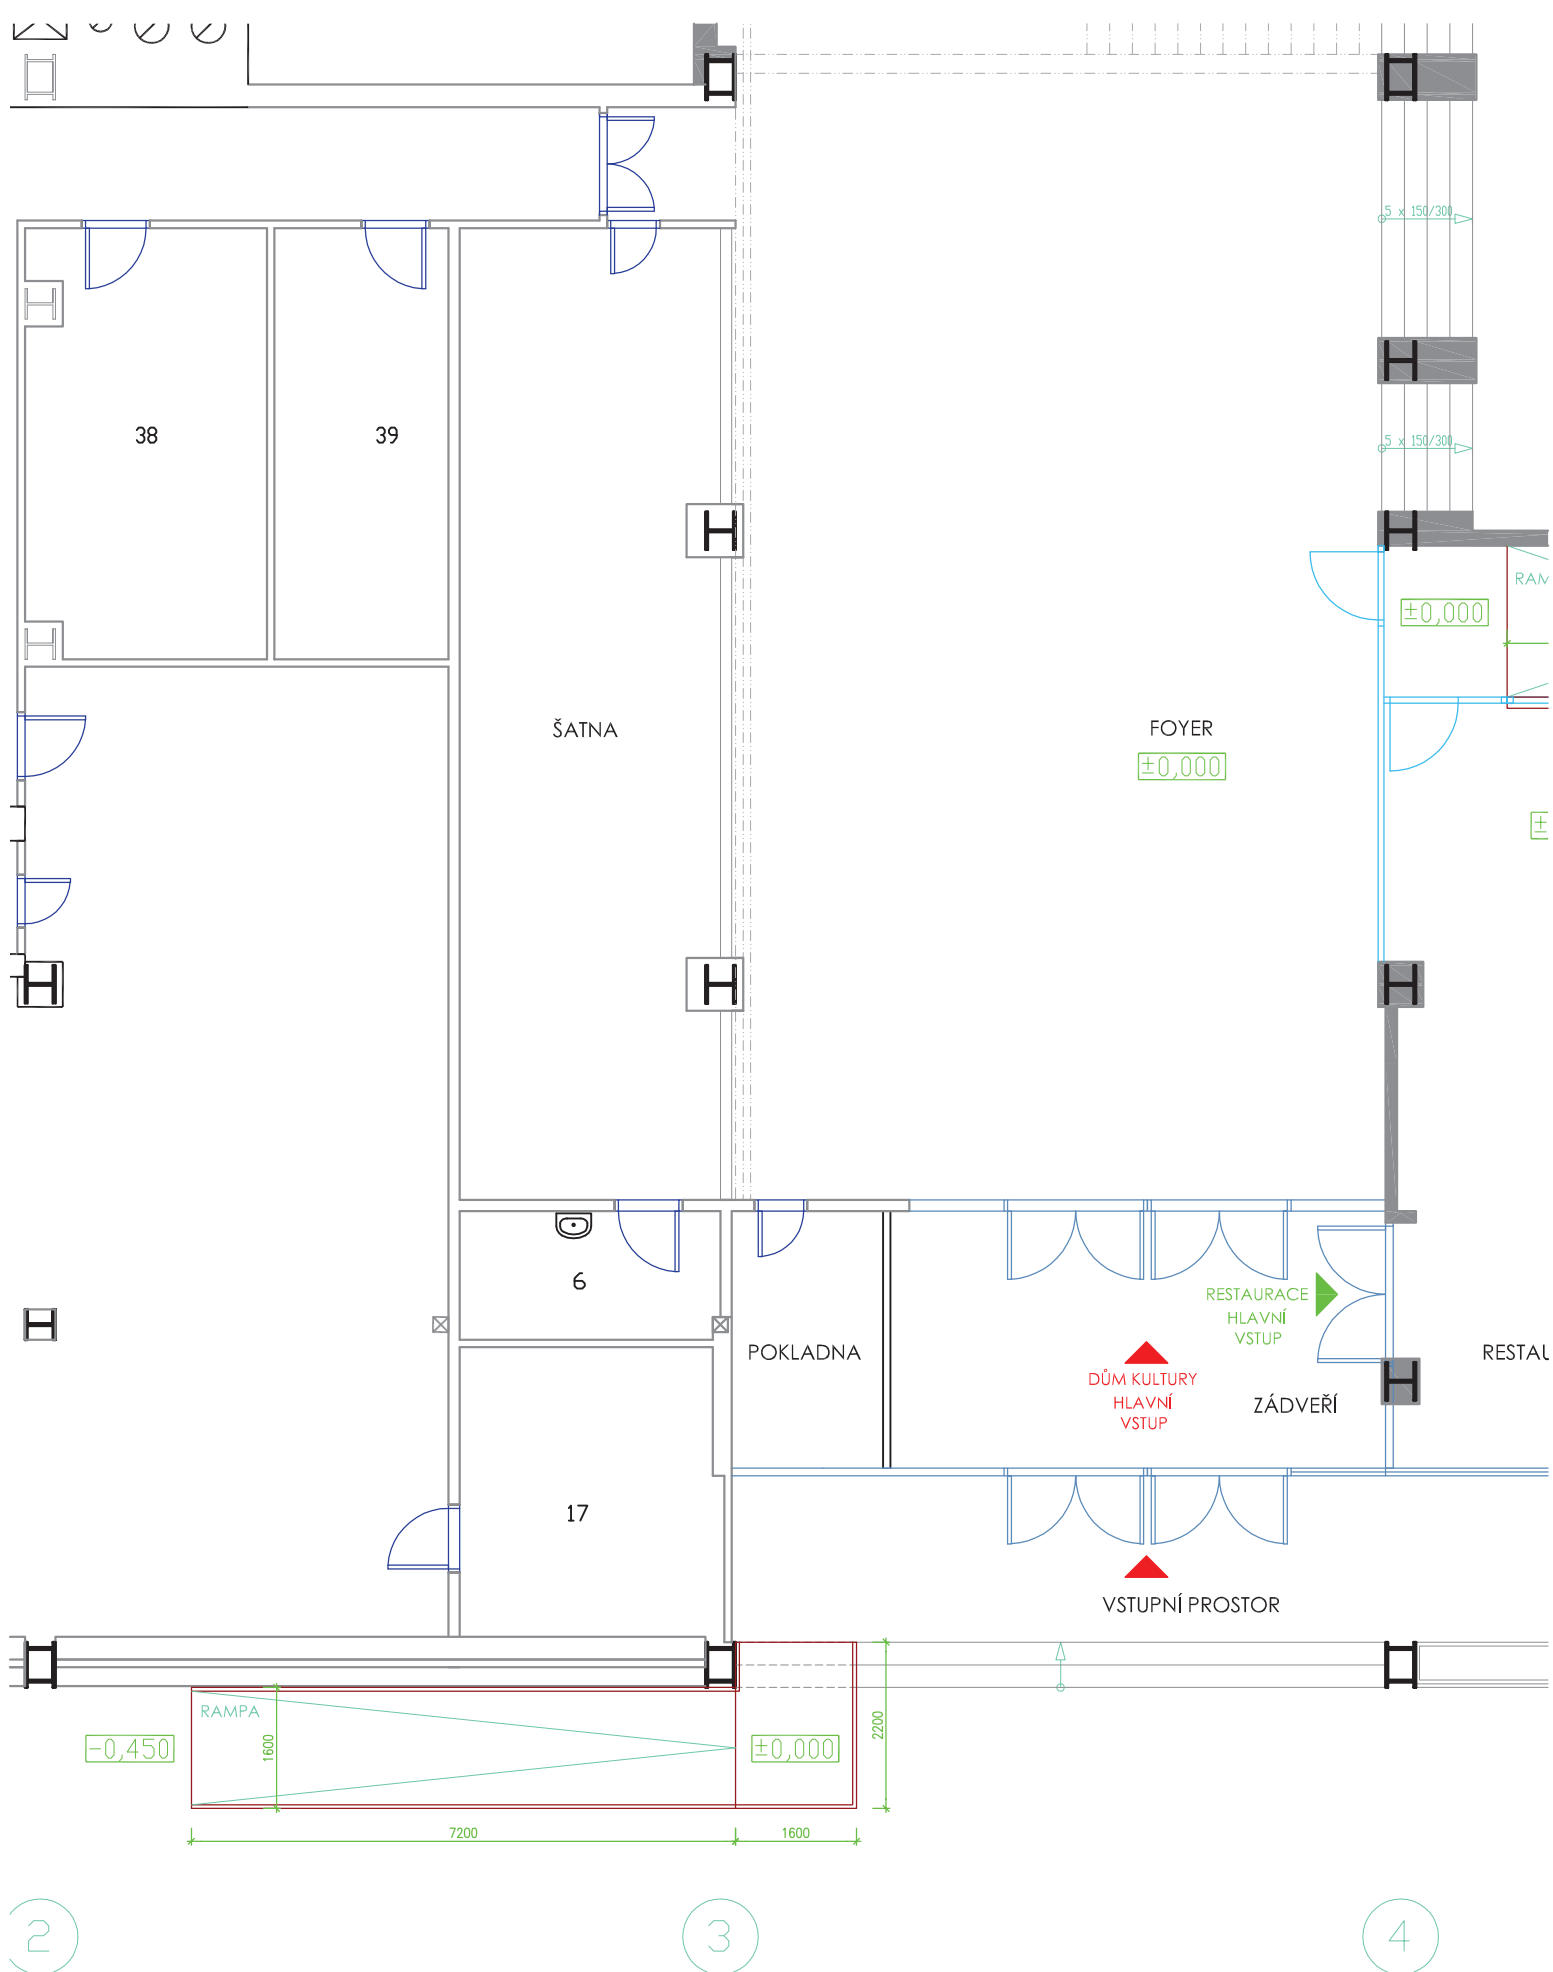 5 x 150/300
38
39
5 x 150/300
±0,000
ŠATNA
FOYER
±0,000
6
RESTAURACE
HLAVNÍ
VSTUP
POKLADNA
DŮM KULTURY
HLAVNÍ
VSTUP
ZÁDVEŘÍ
17
VSTUPNÍ PROSTOR
RAMPA
-0,450
1600
±0,000
2200
7200
1600
2
3
4